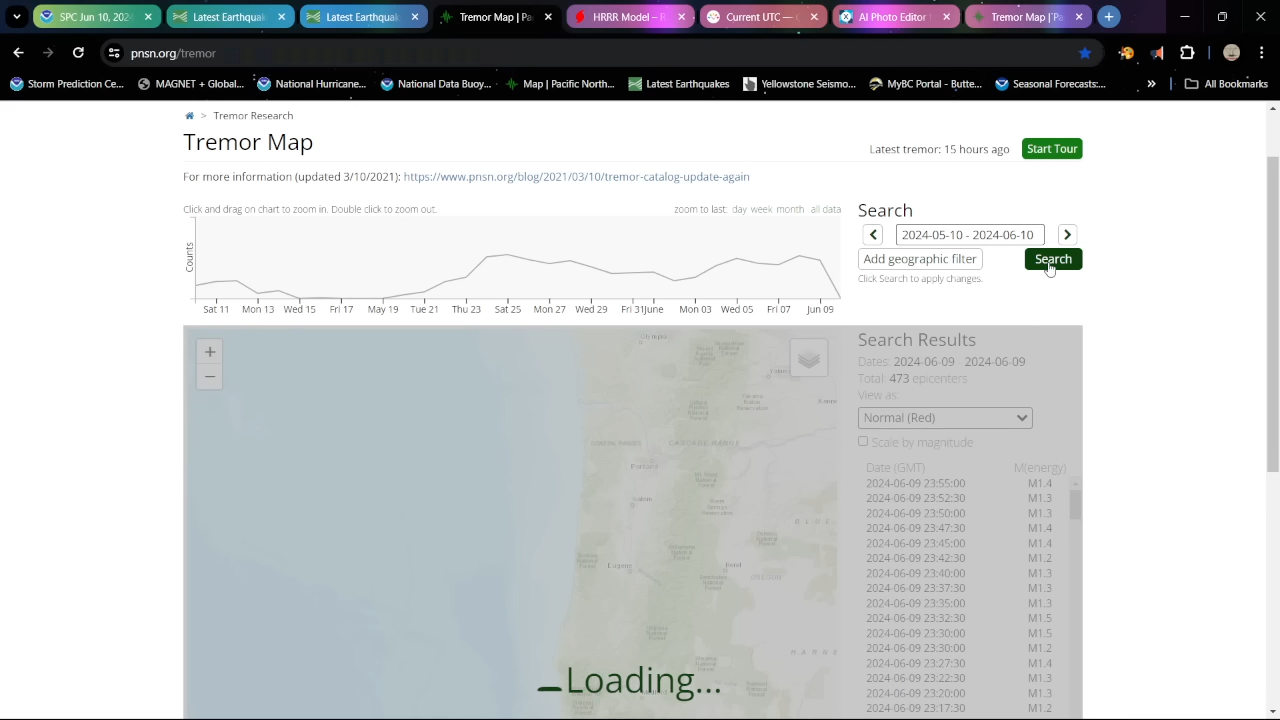 SPC Jun 10, 202
Latest Earthquak
Latest Earthquak
Tremor Map | Pa
HRRR Model – R
Current UTC — C
AI Photo Editor
Tremor Map | Pa
pnsn.org/tremor
Storm Prediction Ce...
MAGNET + Global...
National Hurricane...
National Data Buoy...
Map | Pacific North...
Latest Earthquakes
Yellowstone Seismo...
MyBC Portal - Butte...
Seasonal Forecasts:...
All Bookmarks
> Tremor Research
Tremor Map
Latest tremor: 15 hours ago
Start Tour
For more information (updated 3/10/2021): https://www.pnsn.org/blog/2021/03/10/tremor-catalog-update-again
Click and drag on chart to zoom in. Double click to zoom out.
zoom to last: day week month all data
Counts
Sat 11 Mon 13 Wed 15 Fri 17 May 19 Tue 21 Thu 23 Sat 25 Mon 27 Wed 29 Fri 31June Mon 03 Wed 05 Fri 07 Jun 09
Search
2024-05-10 - 2024-06-10
Add geographic filter
Search
Click Search to apply changes.
+
−
Olympia
CASCADE RANGE
Portland
Salem
Eugene
Bend
OREGON
Loading...
Search Results
Dates: 2024-06-09 - 2024-06-09
Total: 473 epicenters
View as:
Normal (Red)
Scale by magnitude
Date (GMT) M(energy)
2024-06-09 23:55:00 M1.4
2024-06-09 23:52:30 M1.3
2024-06-09 23:50:00 M1.3
2024-06-09 23:47:30 M1.4
2024-06-09 23:45:00 M1.4
2024-06-09 23:42:30 M1.2
2024-06-09 23:40:00 M1.3
2024-06-09 23:37:30 M1.3
2024-06-09 23:35:00 M1.3
2024-06-09 23:32:30 M1.5
2024-06-09 23:30:00 M1.5
2024-06-09 23:30:00 M1.2
2024-06-09 23:27:30 M1.4
2024-06-09 23:22:30 M1.3
2024-06-09 23:20:00 M1.3
2024-06-09 23:17:30 M1.2